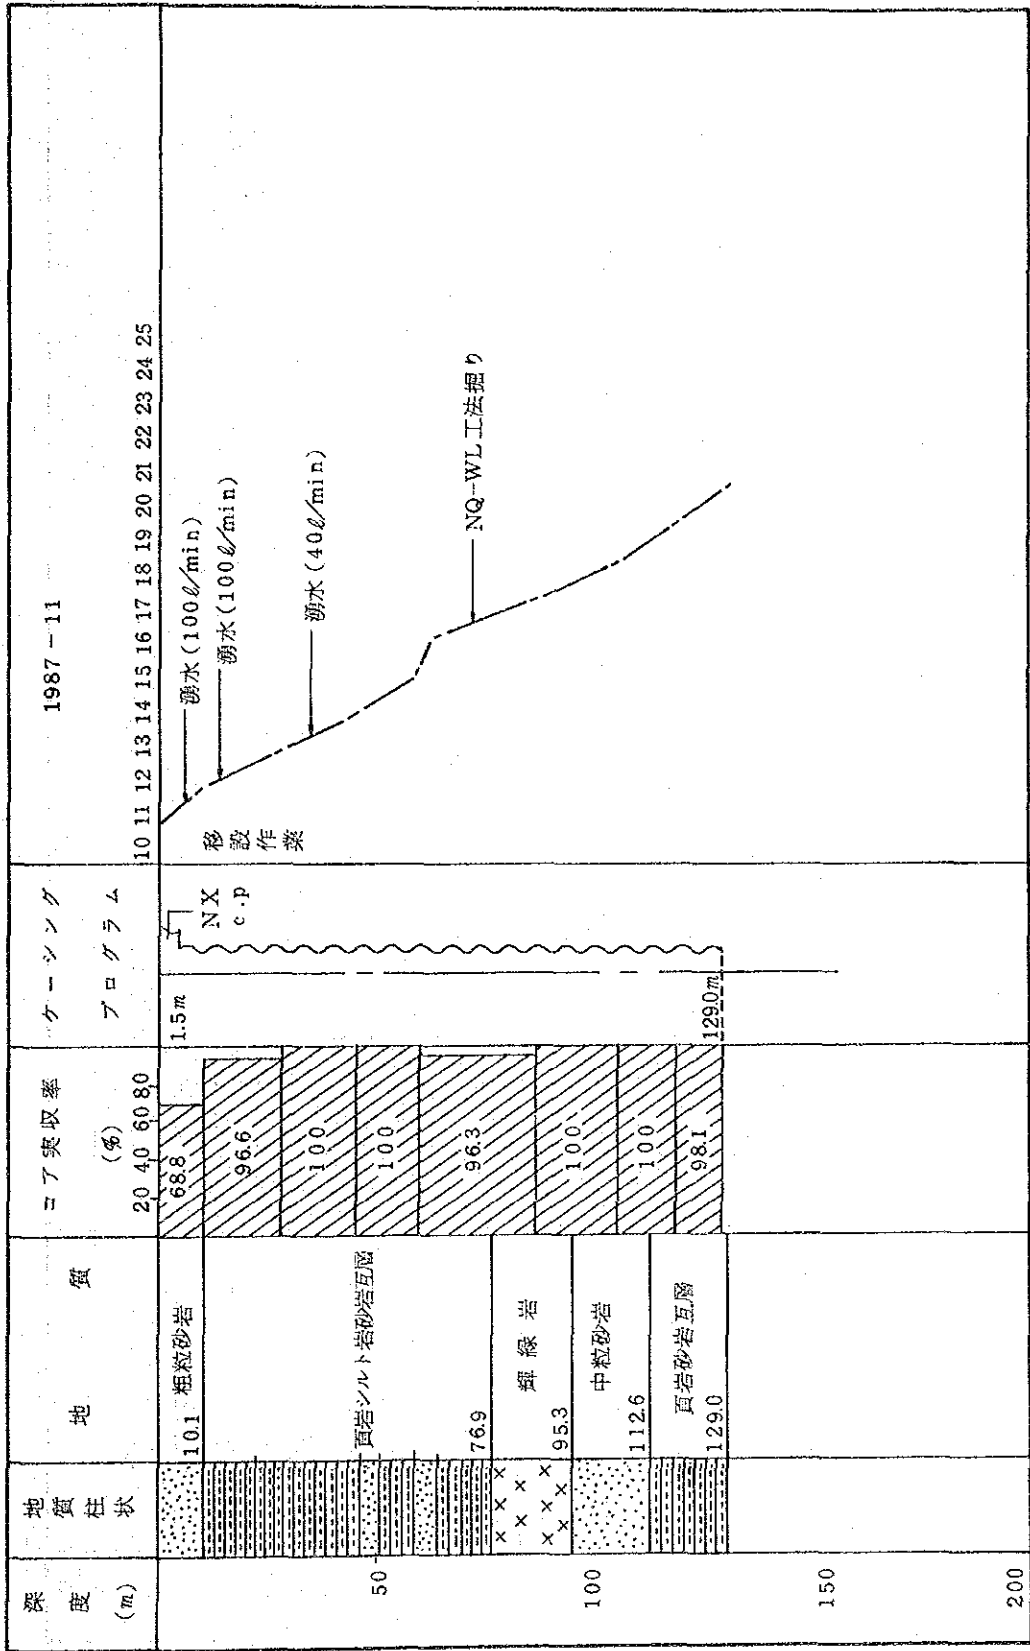 深度 (m)
地質柱状
地質
コア実収率 (%)
20 40 60 80
ケーシング プログラム
1987-11
10 11 12 13 14 15 16 17 18 19 20 21 22 23 24 25
50
100
150
200
10.1 粗粒砂岩
頁岩シルト岩砂岩互層
76.9
輝緑岩
95.3
中粒砂岩
112.6
頁岩砂岩互層
129.0
68.8
96.6
100
100
96.3
100
100
98.1
1.5m
NX
c.p
129.0m
移設作業
湧水(100ℓ/min)
湧水(100ℓ/min)
湧水(40ℓ/min)
NQ-WL工法掘り